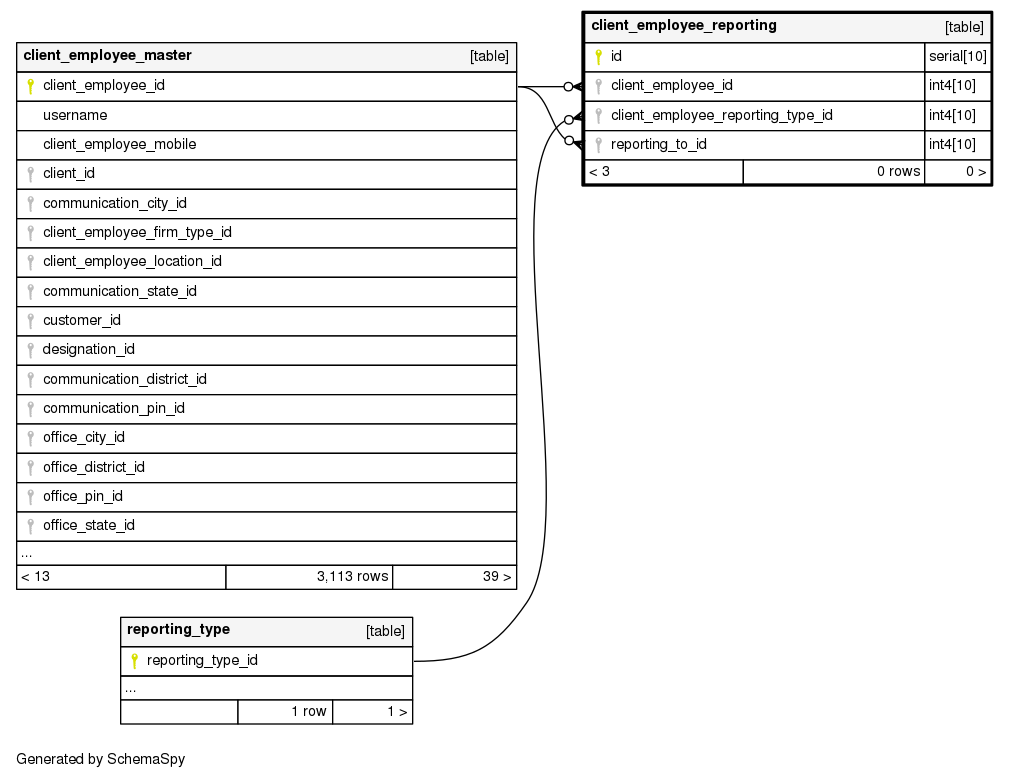 client_employee_master [table]
client_employee_id
username
client_employee_mobile
client_id
communication_city_id
client_employee_firm_type_id
client_employee_location_id
communication_state_id
customer_id
designation_id
communication_district_id
communication_pin_id
office_city_id
office_district_id
office_pin_id
office_state_id
...
< 13 3,113 rows 39 >
client_employee_reporting [table]
id serial[10]
client_employee_id int4[10]
client_employee_reporting_type_id int4[10]
reporting_to_id int4[10]
< 3 0 rows 0 >
reporting_type [table]
reporting_type_id
...
1 row 1 >
Generated by SchemaSpy